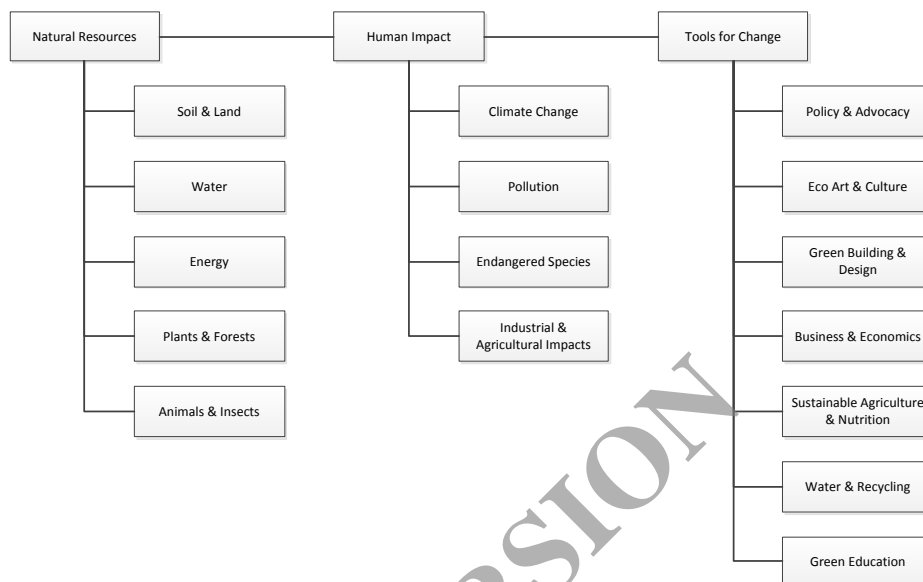 Natural Resources
Human Impact
Tools for Change
Soil & Land
Water
Energy
Plants & Forests
Animals & Insects
Climate Change
Pollution
Endangered Species
Industrial &
Agricultural Impacts
Policy & Advocacy
Eco Art & Culture
Green Building &
Design
Business & Economics
Sustainable Agriculture
& Nutrition
Water & Recycling
Green Education
RSION